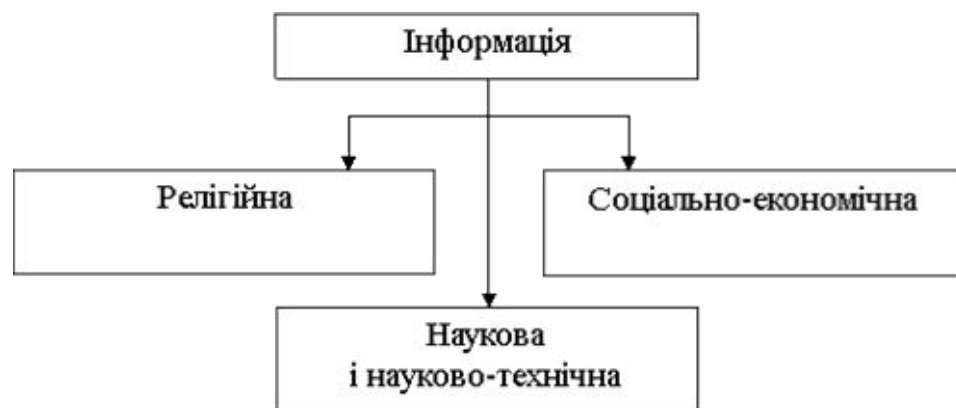 Інформація
Релігійна
Соціально-економічна
Наукова
і науково-технічна